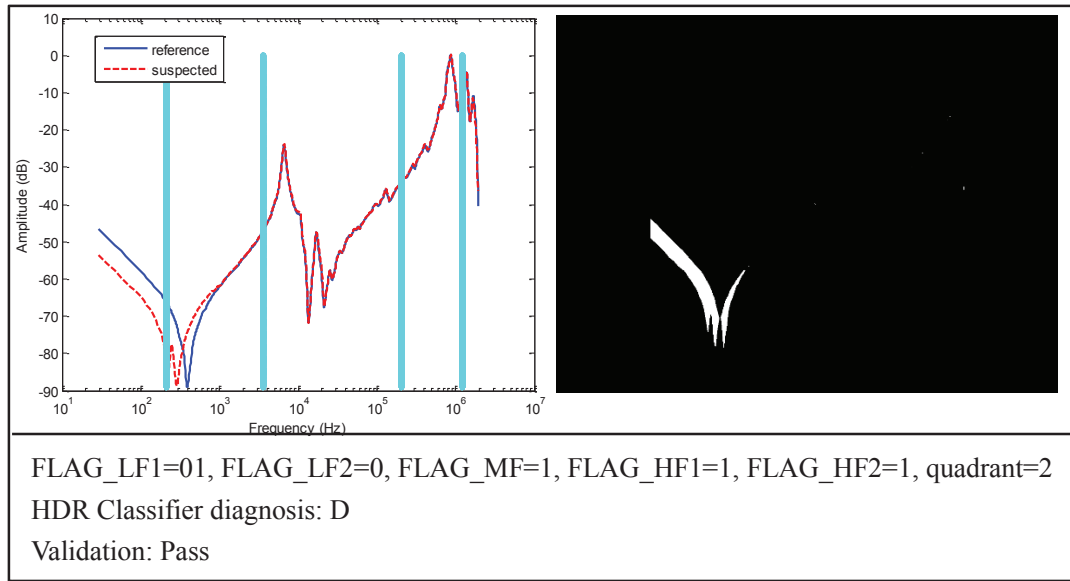 10
0
-10
-20
-30
-40
-50
-60
-70
-80
-90
Amplitude (dB)
reference
suspected
10^1
10^2
10^3
10^4
10^5
10^6
10^7
Frequency (Hz)
FLAG_LF1=01, FLAG_LF2=0, FLAG_MF=1, FLAG_HF1=1, FLAG_HF2=1, quadrant=2
HDR Classifier diagnosis: D
Validation: Pass